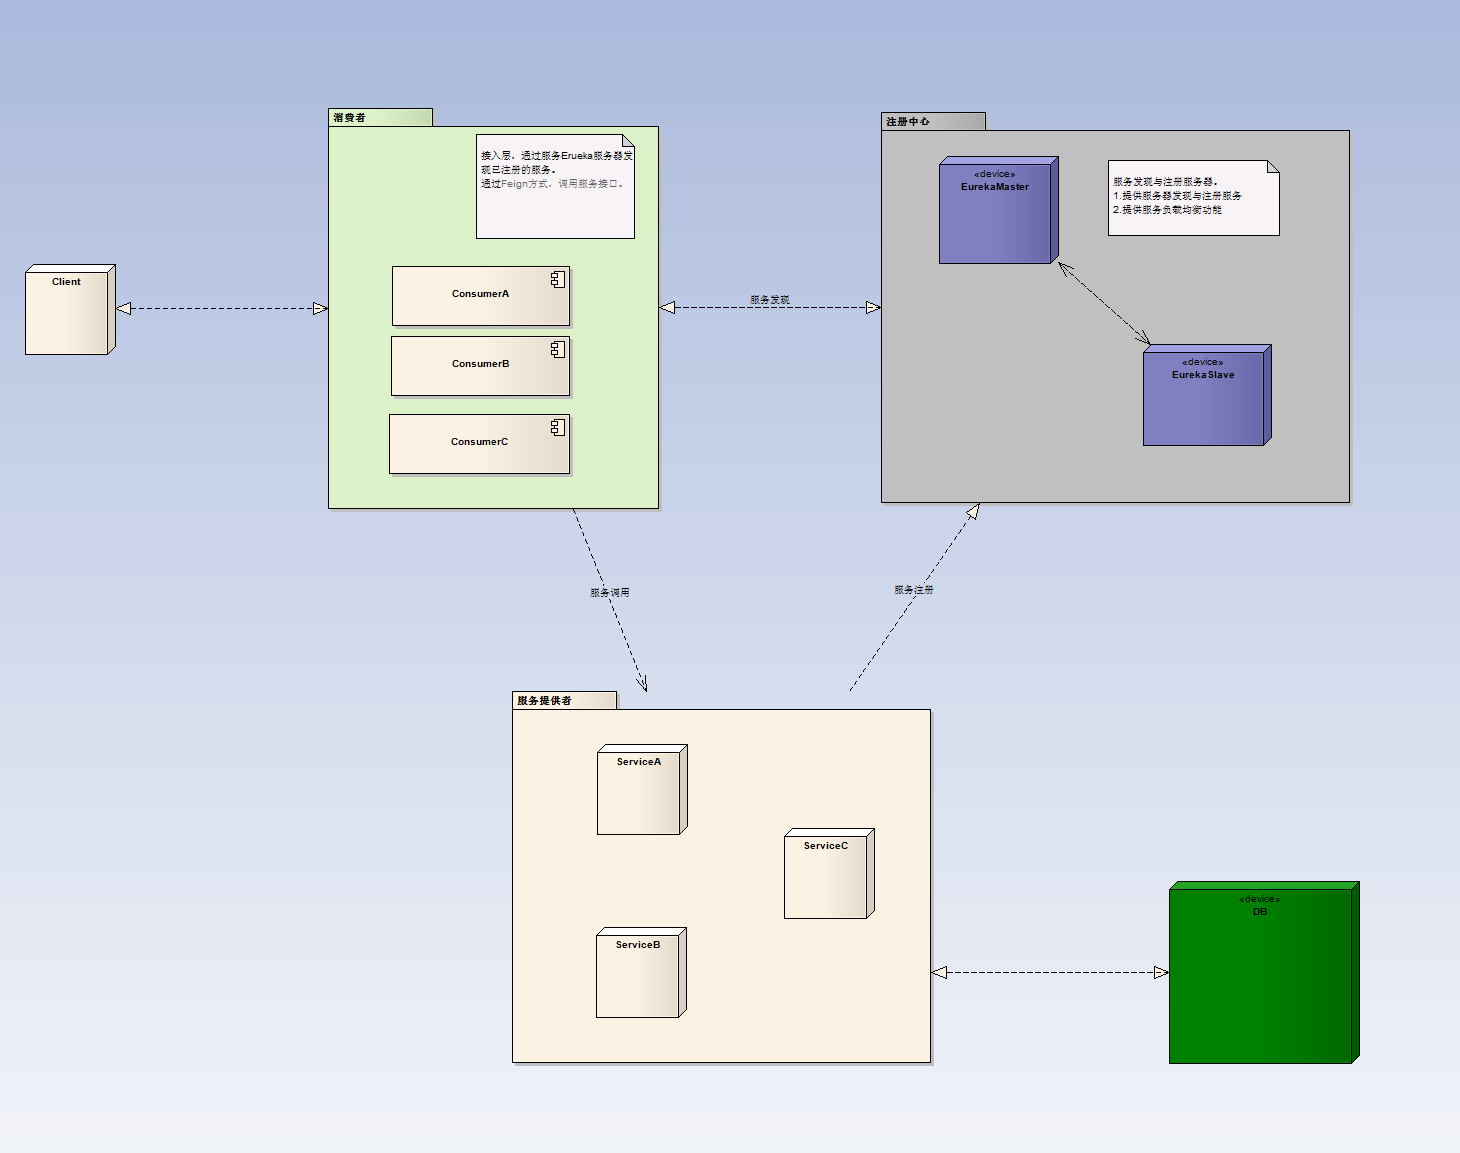 消费者
接入层，通过服务Erueka服务器发
现已注册的服务。
通过Feign方式，调用服务接口。
ConsumerA
ConsumerB
ConsumerC
Client
服务发现
注册中心
«device»
EurekaMaster
服务发现与注册服务器。
1.提供服务器发现与注册服务
2.提供服务负载均衡功能
«device»
EurekaSlave
服务调用
服务注册
服务提供者
ServiceA
ServiceC
ServiceB
«device»
DB